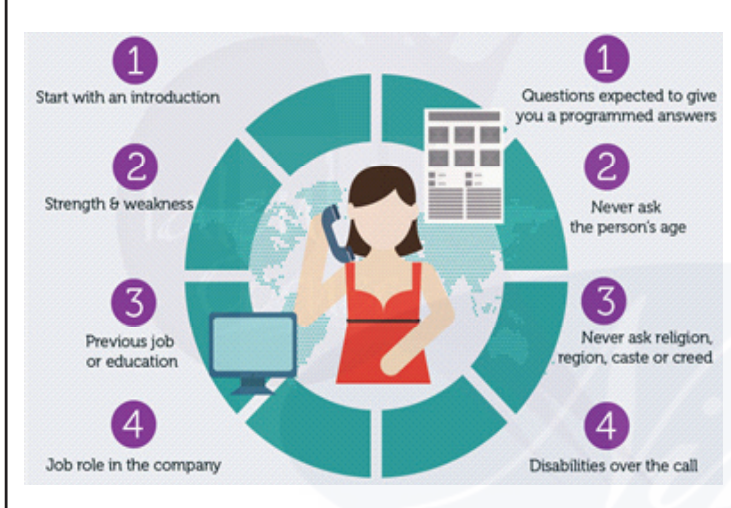 1
Start with an introduction
2
Strength & weakness
3
Previous job
or education
4
Job role in the company
1
Questions expected to give
you a programmed answers
2
Never ask
the person's age
3
Never ask religion,
region, caste or creed
4
Disabilities over the call